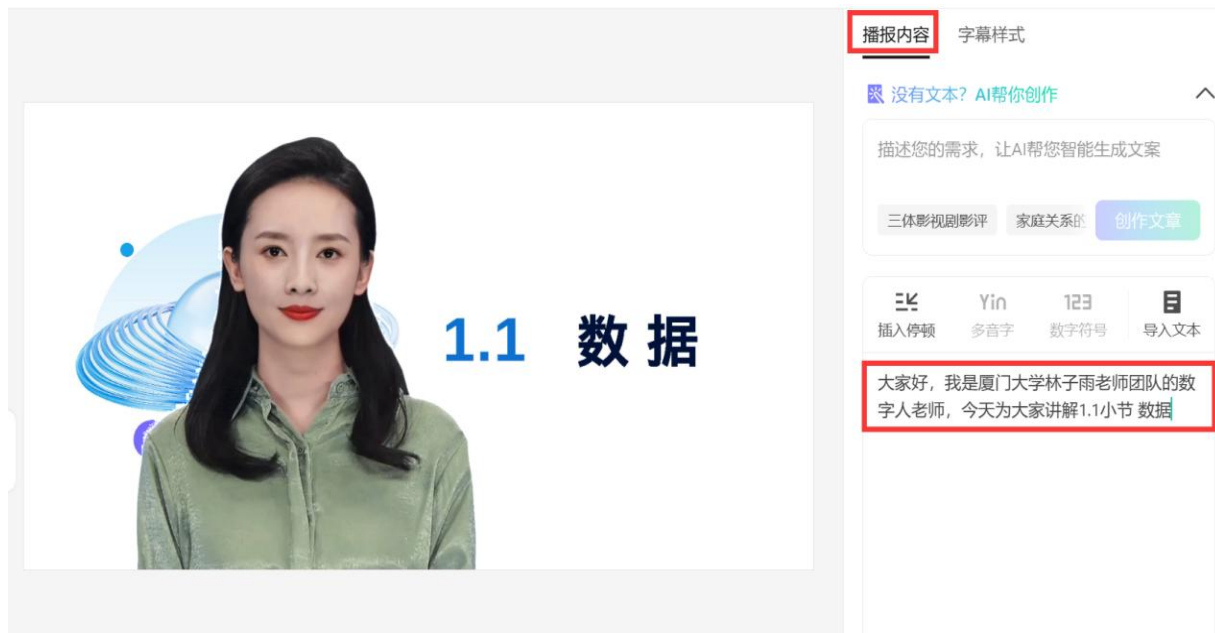 播报内容 字幕样式
没有文本？AI帮你创作
描述您的需求，让AI帮您智能生成文案
三体影视剧影评 家庭关系的 创作文章
Yin 123
插入停顿 多音字 数字符号 导入文本
大家好，我是厦门大学林子雨老师团队的数
字人老师，今天为大家讲解1.1小节 数据
1.1 数据